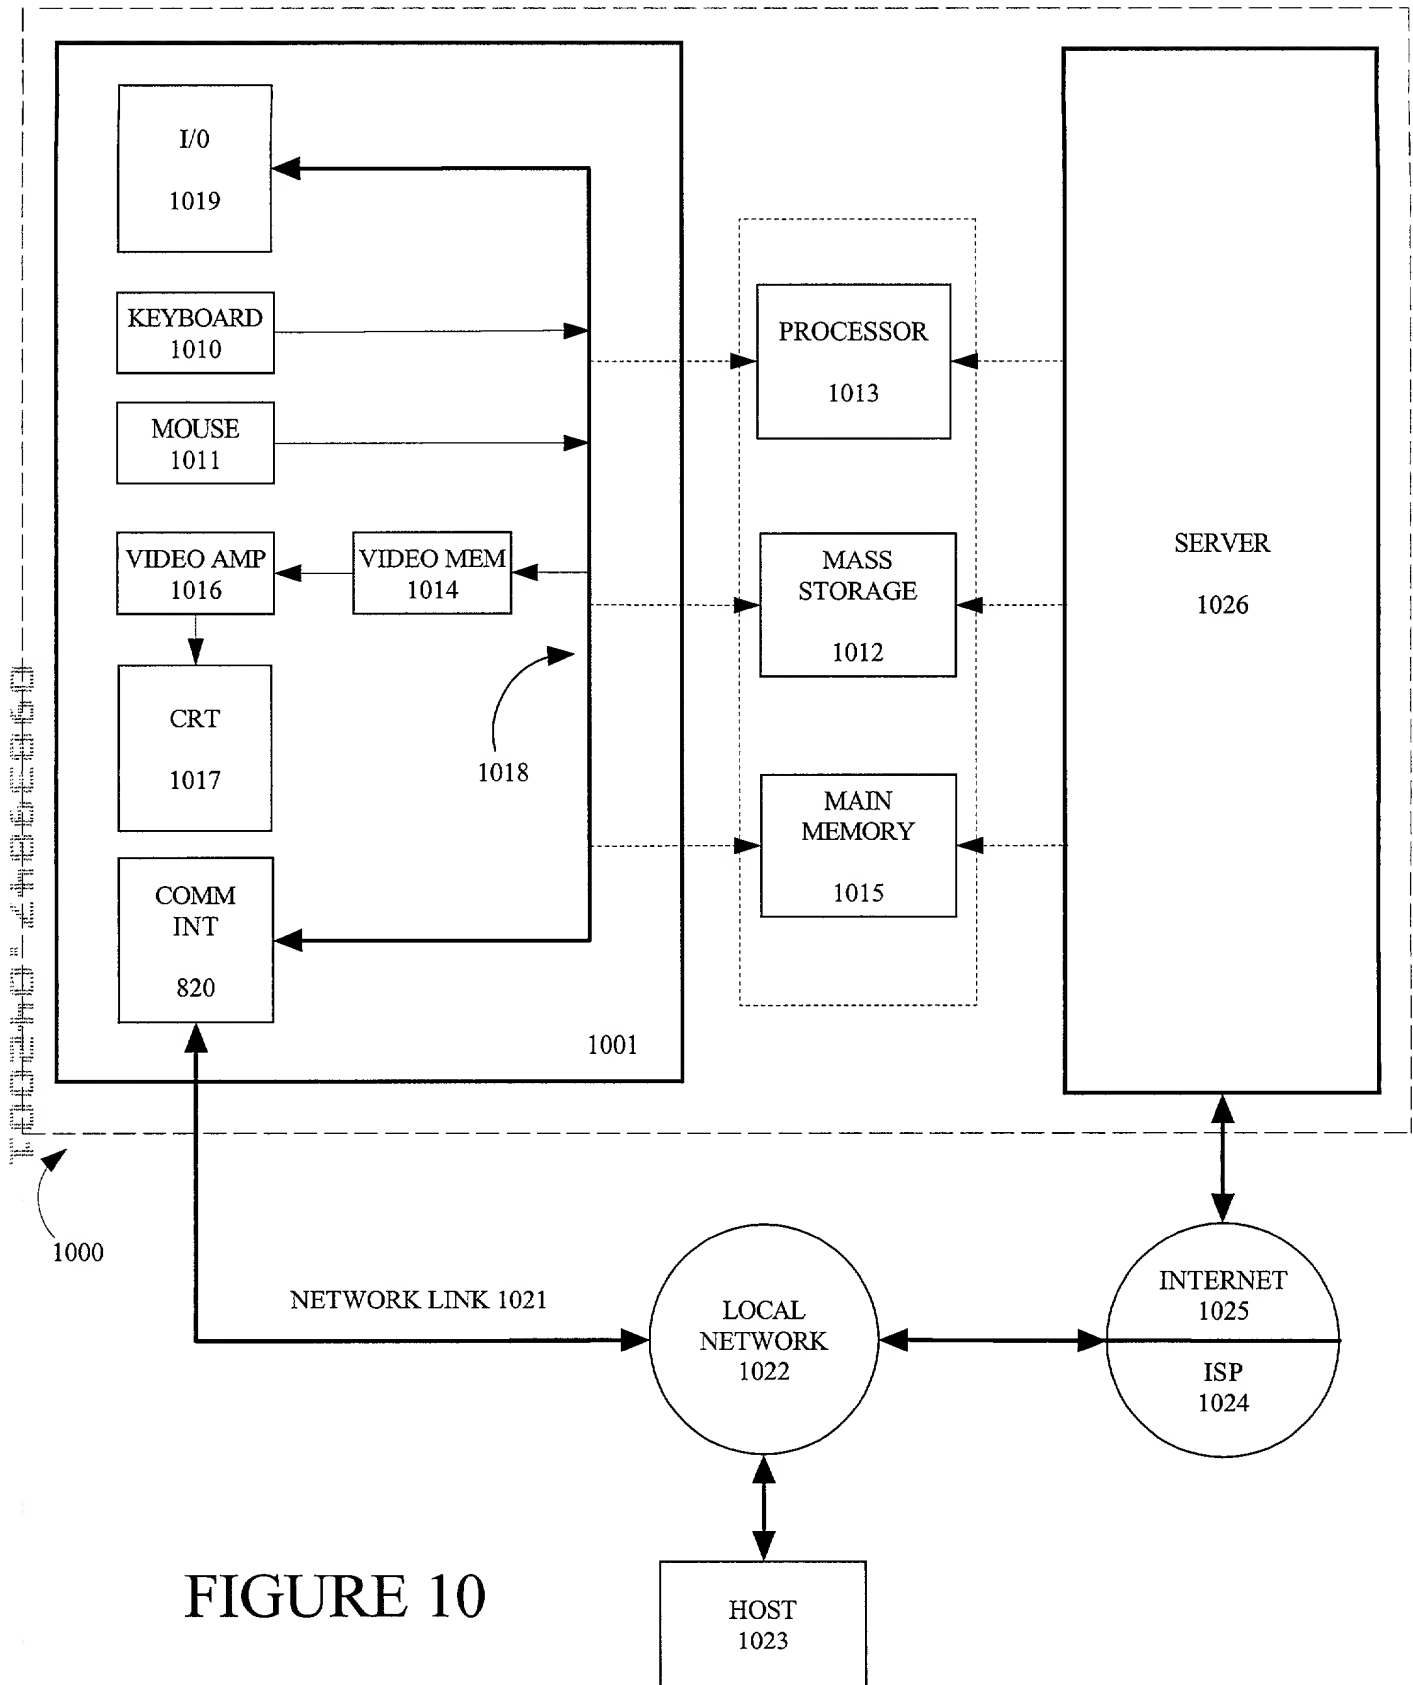 I/0
1019
KEYBOARD
1010
MOUSE
1011
VIDEO AMP
1016
VIDEO MEM
1014
CRT
1017
1018
COMM
INT
820
1001
PROCESSOR
1013
MASS
STORAGE
1012
MAIN
MEMORY
1015
SERVER
1026
1000
NETWORK LINK 1021
LOCAL
NETWORK
1022
INTERNET
1025
ISP
1024
HOST
1023
FIGURE 10